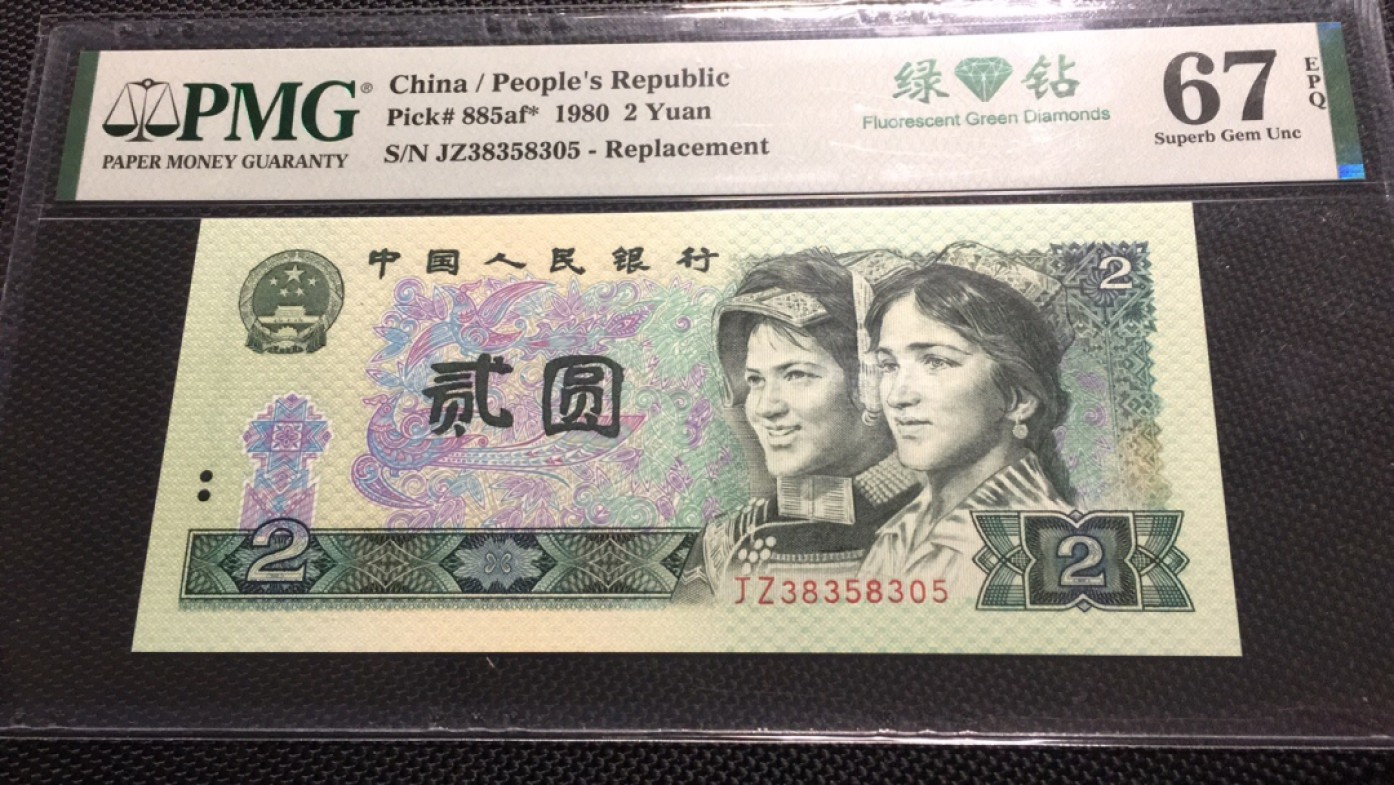 PMG®
PAPER MONEY GUARANTY
China / People's Republic
Pick# 885af* 1980 2 Yuan
S/N JZ38358305 - Replacement
绿 钻
Fluorescent Green Diamonds
67
EPQ
Superb Gem Unc
中国人民银行
2
贰圆
2
2
JZ38358305